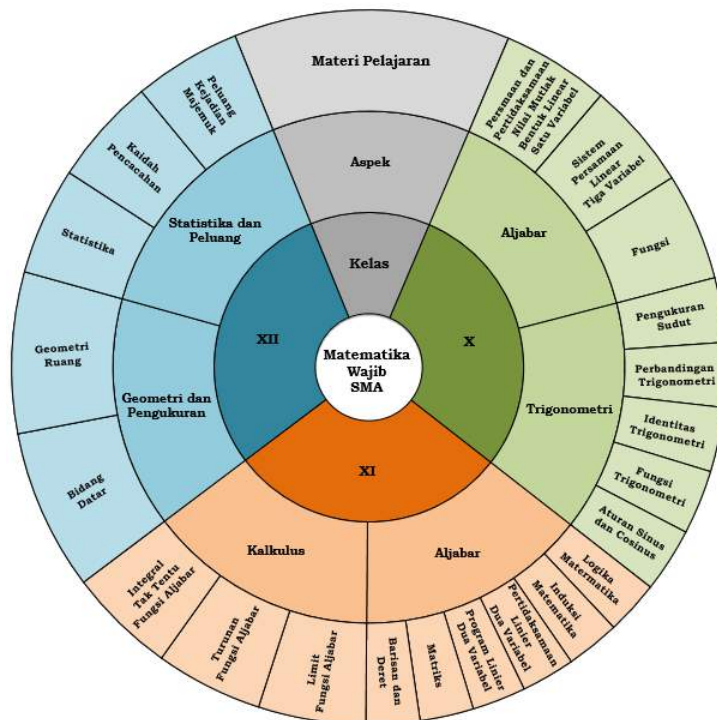 Matematika
Wajib
SMA
Kelas
Aspek
Materi Pelajaran
X
Aljabar
Persmaan dan
Pertidaksamaan
Nilai Mutlak
Bentuk Linear
Satu Variabel
Sistem
Persamaan
Linear
Tiga Variabel
Fungsi
Trigonometri
Pengukuran
Sudut
Perbandingan
Trigonometri
Identitas
Trigonometri
Fungsi
Trigonometri
Aturan Sinus
dan Cosinus
XI
Aljabar
Logika
Matermatika
Induksi
Matematika
Pertidaksamaan
Linier
Dua Variabel
Program Linier
Dua Variabel
Matriks
Barisan dan
Deret
Kalkulus
Limit
Fungsi Aljabar
Turunan
Fungsi Aljabar
Integral
Tak Tentu
Fungsi Aljabar
XII
Geometri dan
Pengukuran
Bidang
Datar
Geometri
Ruang
Statistika dan
Peluang
Statistika
Kaidah
Pencacahan
Peluang
Kejadian
Majemuk